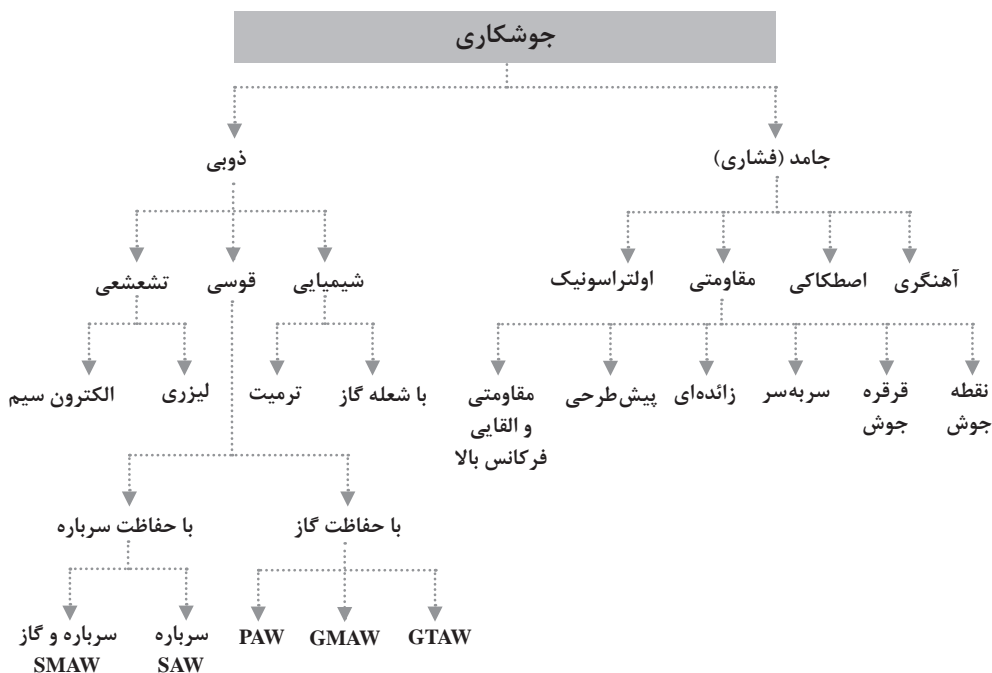 جوشکاری
جامد (فشاری)
ذوبی
آهنگری
اصطکاکی
مقاومتی
اولتراسونیک
شیمیایی
قوسی
تشعشعی
نقطه
جوش
قرقره
جوش
سربه‌سر
زائده‌ای
پیش‌طرحی
مقاومتی
و القایی
فرکانس بالا
با شعله گاز
ترمیت
لیزری
الکترون سیم
با حفاظت گاز
با حفاظت سرباره
GTAW
GMAW
PAW
سرباره
SAW
سرباره و گاز
SMAW